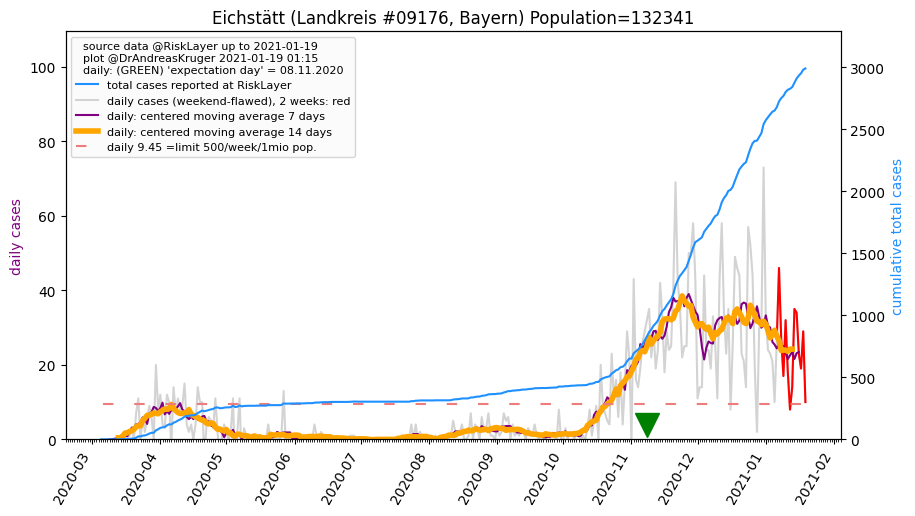 Eichstätt (Landkreis #09176, Bayern) Population=132341
source data @RiskLayer up to 2021-01-19
plot @DrAndreasKruger 2021-01-19 01:15
daily: (GREEN) 'expectation day' = 08.11.2020
total cases reported at RiskLayer
daily cases (weekend-flawed), 2 weeks: red
daily: centered moving average 7 days
daily: centered moving average 14 days
daily 9.45 =limit 500/week/1mio pop.
daily cases
100
80
60
40
20
0
cumulative total cases
3000
2500
2000
1500
1000
500
0
2020-03
2020-04
2020-05
2020-06
2020-07
2020-08
2020-09
2020-10
2020-11
2020-12
2021-01
2021-02